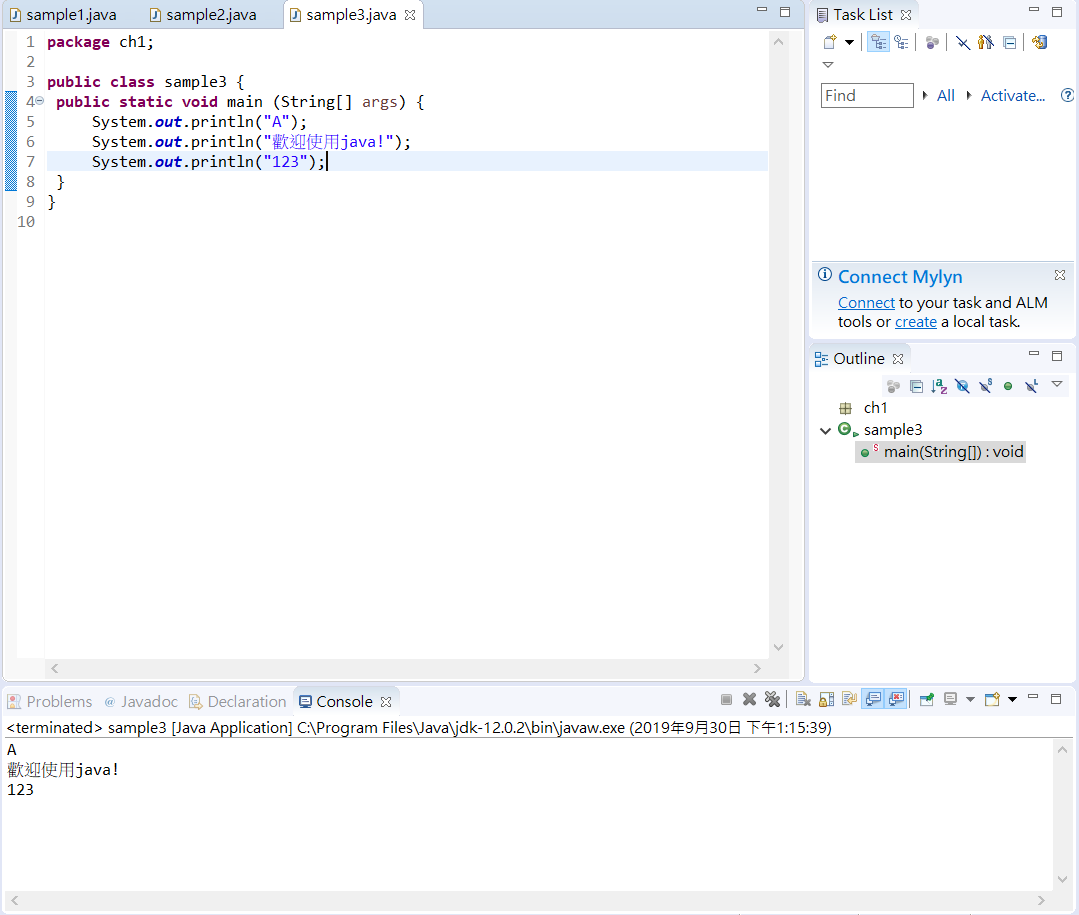 sample1.java sample2.java sample3.java
1 package ch1;
2
3 public class sample3 {
4 public static void main (String[] args) {
5 System.out.println("A");
6 System.out.println("歡迎使用java!");
7 System.out.println("123");
8 }
9 }
10
Task List
Find All Activate...
Connect Mylyn
Connect to your task and ALM
tools or create a local task.
Outline
ch1
sample3
main(String[]) : void
Problems @ Javadoc Declaration Console
<terminated> sample3 [Java Application] C:\Program Files\Java\jdk-12.0.2\bin\javaw.exe (2019年9月30日 下午1:15:39)
A
歡迎使用java!
123